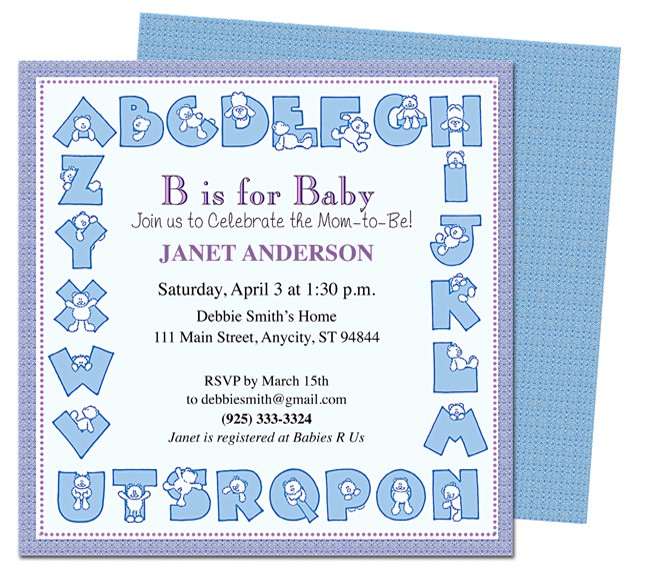 A B C D E F G H
Z
I
Y
J
X
K
W
L
V
M
U T S R Q P O N
B is for Baby
Join us to Celebrate the Mom-to-Be!
JANET ANDERSON
Saturday, April 3 at 1:30 p.m.
Debbie Smith's Home
111 Main Street, Anycity, ST 94844
RSVP by March 15th
to debbiesmith@gmail.com
(925) 333-3324
Janet is registered at Babies R Us